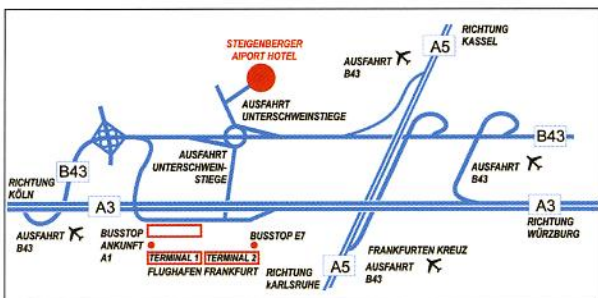 STEIGENBERGER
AIPORT HOTEL
AUSFAHRT
B43
A5
RICHTUNG
KASSEL
AUSFAHRT
UNTERSCHWEINSTIEGE
B43
AUSFAHRT
UNTERSCHWEIN-
STIEGE
AUSFAHRT
B43
B43
RICHTUNG
KÖLN
A3
A3
AUSFAHRT
B43
BUSSTOP
ANKUNFT
A1
BUSSTOP E7
TERMINAL 1
TERMINAL 2
FLUGHAFEN FRANKFURT
RICHTUNG
KARLSRUHE
A5
FRANKFURTEN KREUZ
AUSFAHRT
B43
RICHTUNG
WÜRZBURG